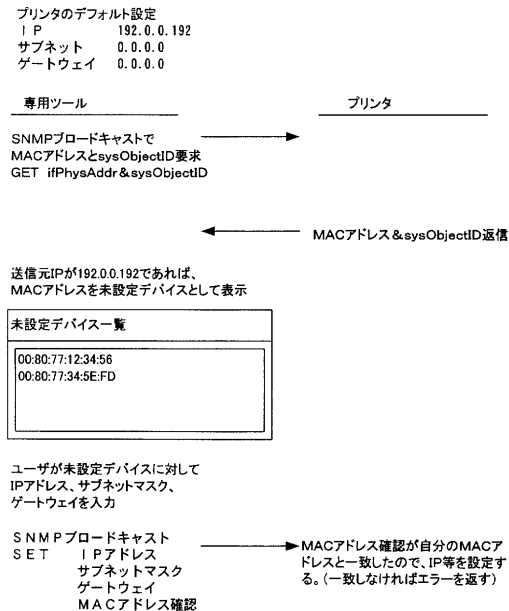 プリンタのデフォルト設定
IP 192.0.0.192
サブネット 0.0.0.0
ゲートウェイ 0.0.0.0
専用ツール
プリンタ
SNMPブロードキャストで
MACアドレスとsysObjectID要求
GET ifPhysAddr&sysObjectID
MACアドレス&sysObjectID返信
送信元IPが192.0.0.192であれば、
MACアドレスを未設定デバイスとして表示
未設定デバイス一覧
00:80:77:12:34:56
00:80:77:34:5E:FD
ユーザが未設定デバイスに対して
IPアドレス、サブネットマスク、
ゲートウェイを入力
SNMPブロードキャスト
SET IPアドレス
サブネットマスク
ゲートウェイ
MACアドレス確認
MACアドレス確認が自分のMACア
ドレスと一致したので、IP等を設定す
る。(一致しなければエラーを返す)